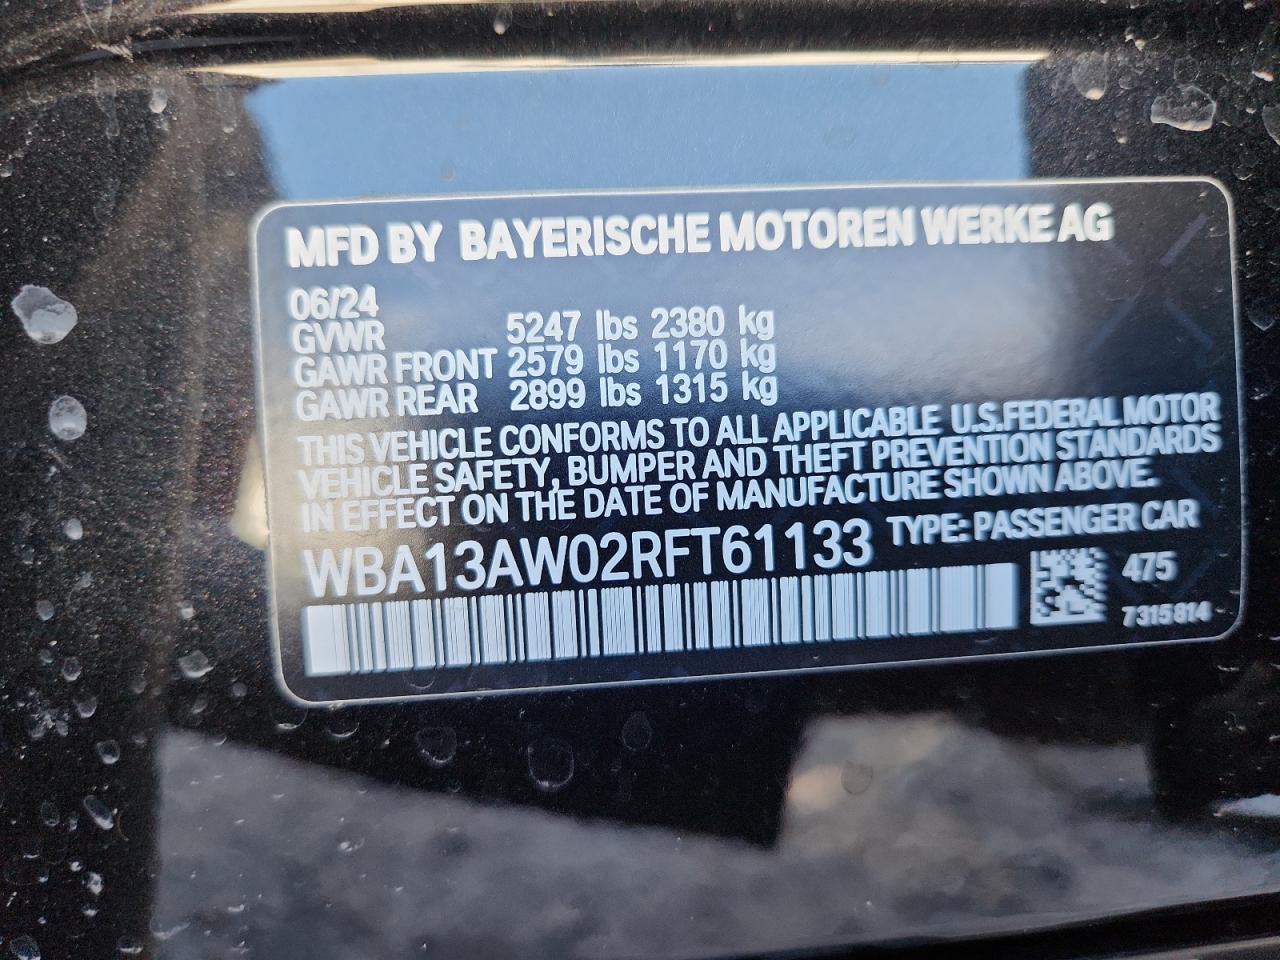 MFD BY BAYERISCHE MOTOREN WERKE AG
06/24
GVWR 5247 lbs 2380 kg
GAWR FRONT 2579 lbs 1170 kg
GAWR REAR 2899 lbs 1315 kg
THIS VEHICLE CONFORMS TO ALL APPLICABLE U.S.FEDERAL MOTOR
VEHICLE SAFETY, BUMPER AND THEFT PREVENTION STANDARDS
IN EFFECT ON THE DATE OF MANUFACTURE SHOWN ABOVE.
WBA13AW02RFT61133 TYPE: PASSENGER CAR
475
7315814